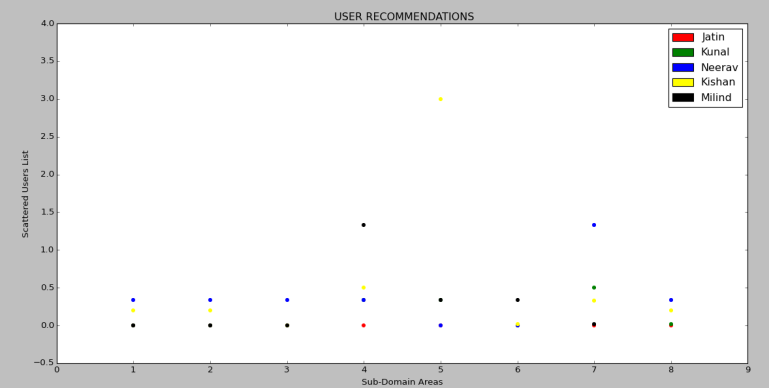 USER RECOMMENDATIONS
4.0
3.5
3.0
2.5
2.0
1.5
1.0
0.5
0.0
−0.5
Scattered Users List
Jatin
Kunal
Neerav
Kishan
Milind
0 1 2 3 4 5 6 7 8 9
Sub-Domain Areas